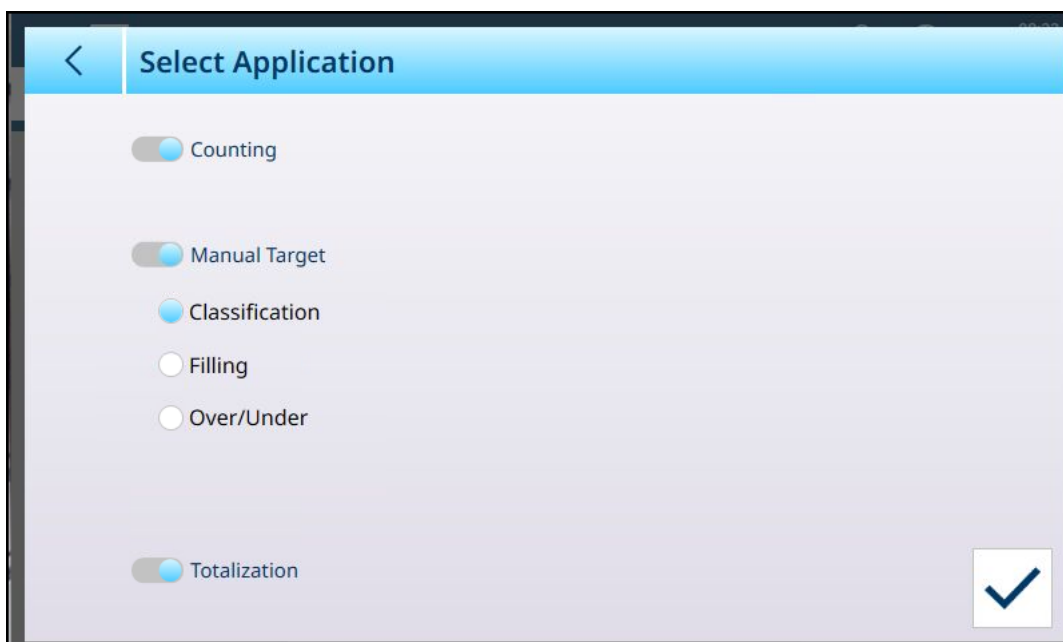 Select Application
Counting
Manual Target
Classification
Filling
Over/Under
Totalization